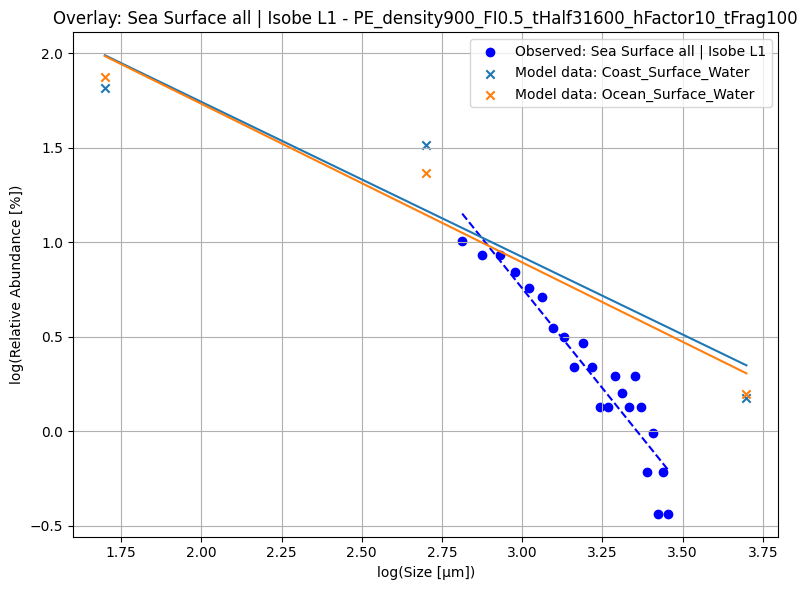 Overlay: Sea Surface all | Isobe L1 - PE_density900_FI0.5_tHalf31600_hFactor10_tFrag100
Observed: Sea Surface all | Isobe L1
Model data: Coast_Surface_Water
Model data: Ocean_Surface_Water
log(Relative Abundance [%])
2.0
1.5
1.0
0.5
0.0
−0.5
1.75 2.00 2.25 2.50 2.75 3.00 3.25 3.50 3.75
log(Size [μm])